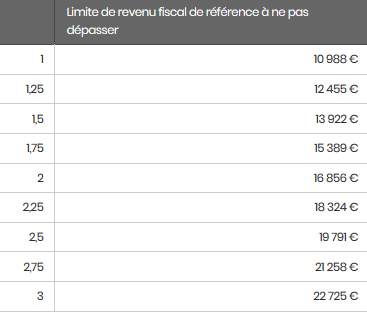 Limite de revenu fiscal de référence à ne pas
dépasser
1 10 988 €
1,25 12 455 €
1,5 13 922 €
1,75 15 389 €
2 16 856 €
2,25 18 324 €
2,5 19 791 €
2,75 21 258 €
3 22 725 €